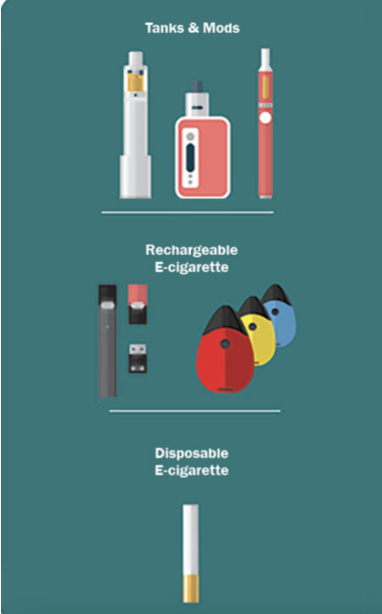 Tanks & Mods
Rechargeable
E-cigarette
Disposable
E-cigarette